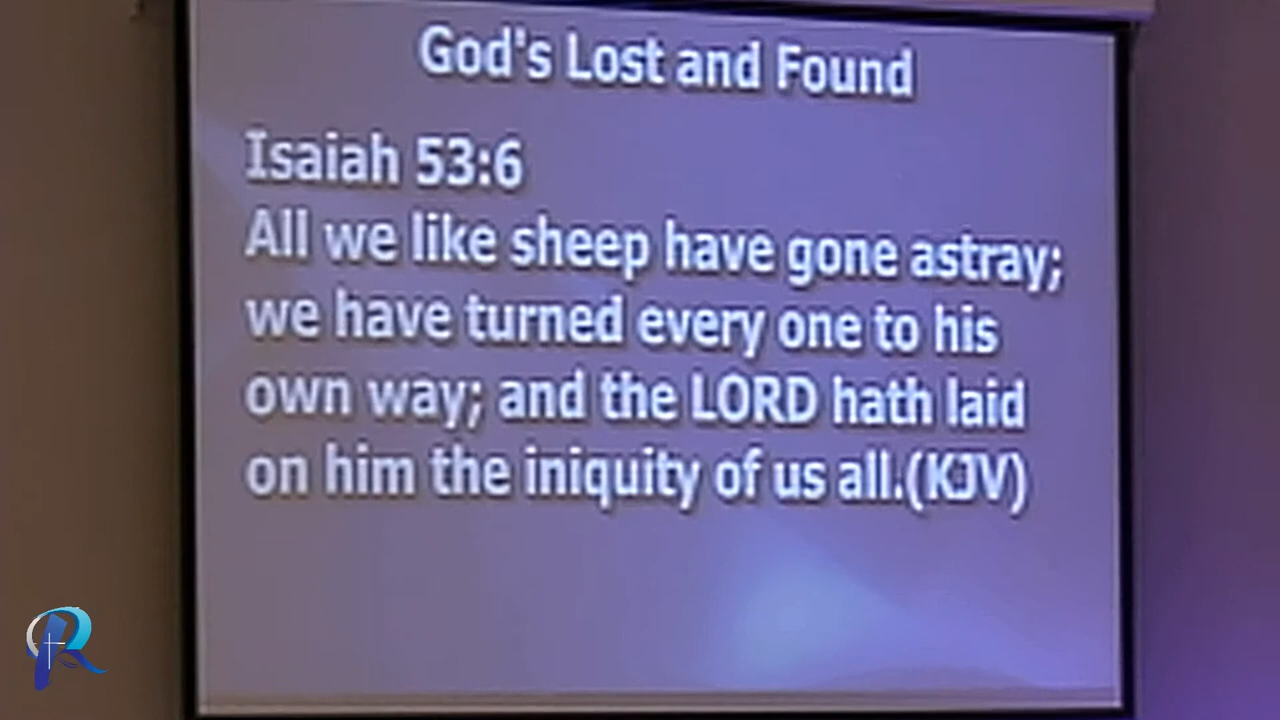 God's Lost and Found
Isaiah 53:6
All we like sheep have gone astray;
we have turned every one to his
own way; and the LORD hath laid
on him the iniquity of us all.(KJV)
R